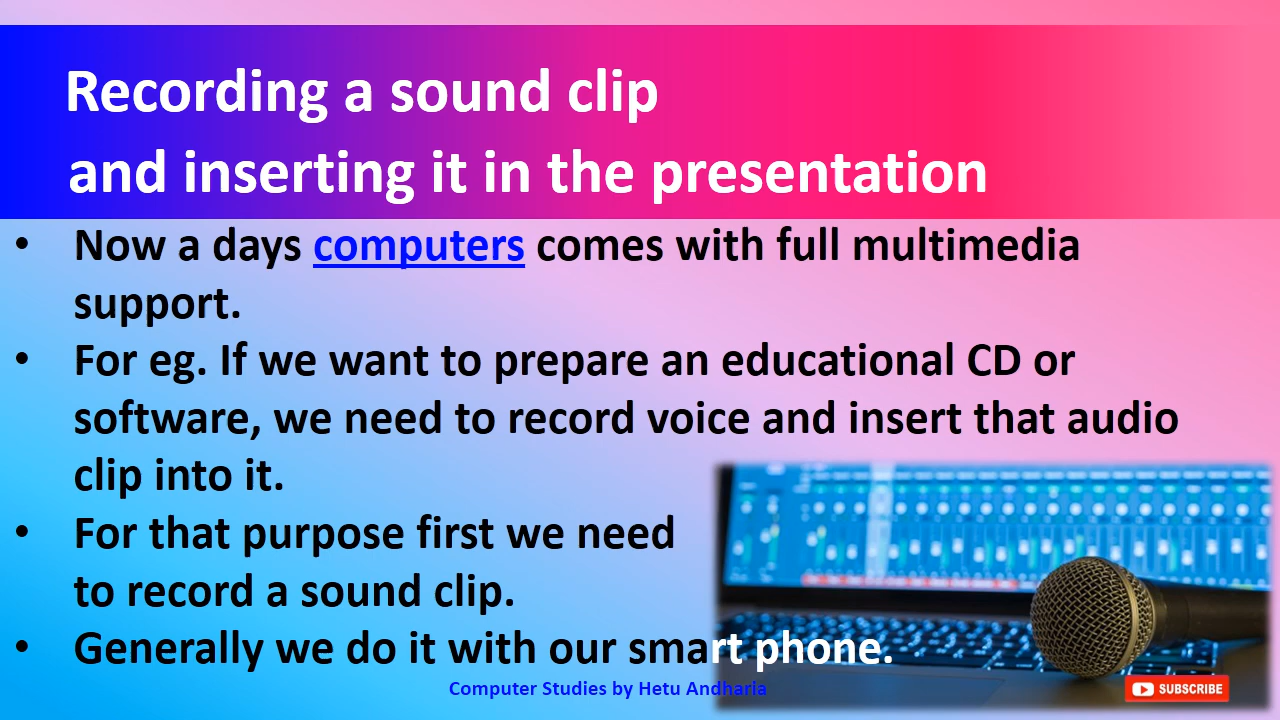 Recording a sound clip
and inserting it in the presentation
• Now a days computers comes with full multimedia
support.
• For eg. If we want to prepare an educational CD or
software, we need to record voice and insert that audio
clip into it.
• For that purpose first we need
to record a sound clip.
• Generally we do it with our smart phone.
Computer Studies by Hetu Andharia
SUBSCRIBE